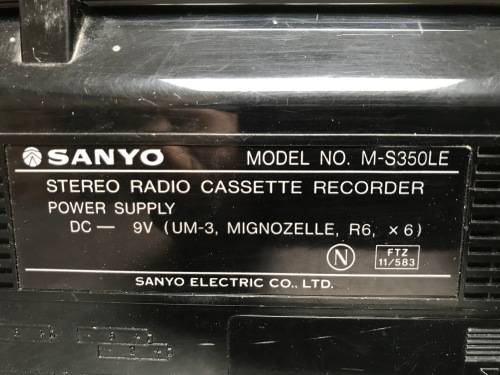 SANYO MODEL NO. M-S350LE
STEREO RADIO CASSETTE RECORDER
POWER SUPPLY
DC — 9V (UM-3, MIGNOZELLE, R6, × 6)
N FTZ
11/583
SANYO ELECTRIC CO., LTD.